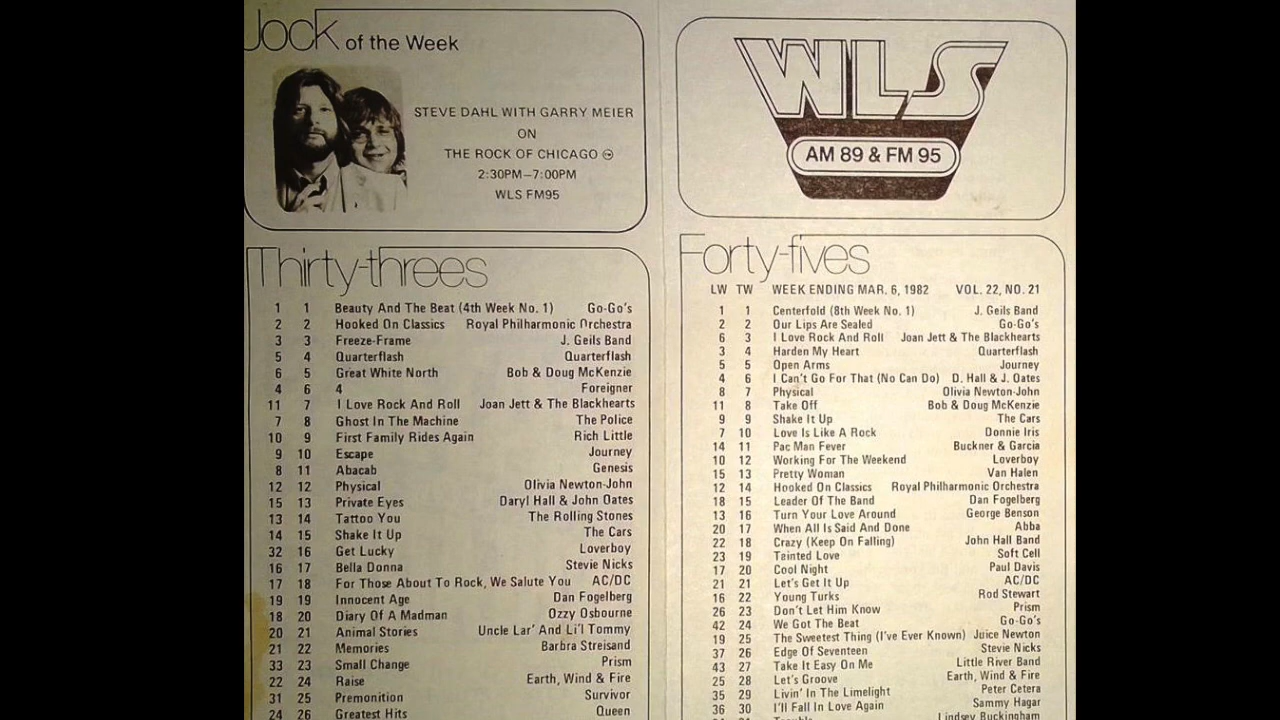 Jock of the Week
STEVE DAHL WITH GARRY MEIER
ON
THE ROCK OF CHICAGO
2:30PM–7:00PM
WLS FM95
WLS
AM 89 & FM 95
Thirty-threes
1 1 Beauty And The Beat (4th Week No. 1) Go-Go's
2 2 Hooked On Classics Royal Philharmonic Orchestra
3 3 Freeze-Frame J. Geils Band
5 4 Quarterflash Quarterflash
6 5 Great White North Bob & Doug McKenzie
4 6 4 Foreigner
11 7 I Love Rock And Roll Joan Jett & The Blackhearts
7 8 Ghost In The Machine The Police
10 9 First Family Rides Again Rich Little
9 10 Escape Journey
8 11 Abacab Genesis
12 12 Physical Olivia Newton-John
15 13 Private Eyes Daryl Hall & John Oates
13 14 Tattoo You The Rolling Stones
14 15 Shake It Up The Cars
32 16 Get Lucky Loverboy
16 17 Bella Donna Stevie Nicks
17 18 For Those About To Rock, We Salute You AC/DC
19 19 Innocent Age Dan Fogelberg
18 20 Diary Of A Madman Ozzy Osbourne
20 21 Animal Stories Uncle Lar' And Li'l Tommy
21 22 Memories Barbra Streisand
33 23 Small Change Prism
22 24 Raise Earth, Wind & Fire
31 25 Premonition Survivor
24 26 Greatest Hits Queen
Forty-fives
LW TW WEEK ENDING MAR. 6, 1982 VOL. 22, NO. 21
1 1 Centerfold (8th Week No. 1) J. Geils Band
2 2 Our Lips Are Sealed Go-Go's
6 3 I Love Rock And Roll Joan Jett & The Blackhearts
3 4 Harden My Heart Quarterflash
5 5 Open Arms Journey
4 6 I Can't Go For That (No Can Do) D. Hall & J. Oates
8 7 Physical Olivia Newton-John
11 8 Take Off Bob & Doug McKenzie
9 9 Shake It Up The Cars
7 10 Love Is Like A Rock Donnie Iris
14 11 Pac Man Fever Buckner & Garcia
10 12 Working For The Weekend Loverboy
15 13 Pretty Woman Van Halen
12 14 Hooked On Classics Royal Philharmonic Orchestra
18 15 Leader Of The Band Dan Fogelberg
13 16 Turn Your Love Around George Benson
20 17 When All Is Said And Done Abba
22 18 Crazy (Keep On Falling) John Hall Band
23 19 Tainted Love Soft Cell
17 20 Cool Night Paul Davis
21 21 Let's Get It Up AC/DC
16 22 Young Turks Rod Stewart
26 23 Don't Let Him Know Prism
42 24 We Got The Beat Go-Go's
19 25 The Sweetest Thing (I've Ever Known) Juice Newton
37 26 Edge Of Seventeen Stevie Nicks
43 27 Take It Easy On Me Little River Band
25 28 Let's Groove Earth, Wind & Fire
35 29 Livin' In The Limelight Peter Cetera
36 30 I'll Fall In Love Again Sammy Hagar
Lindsey Buckingham